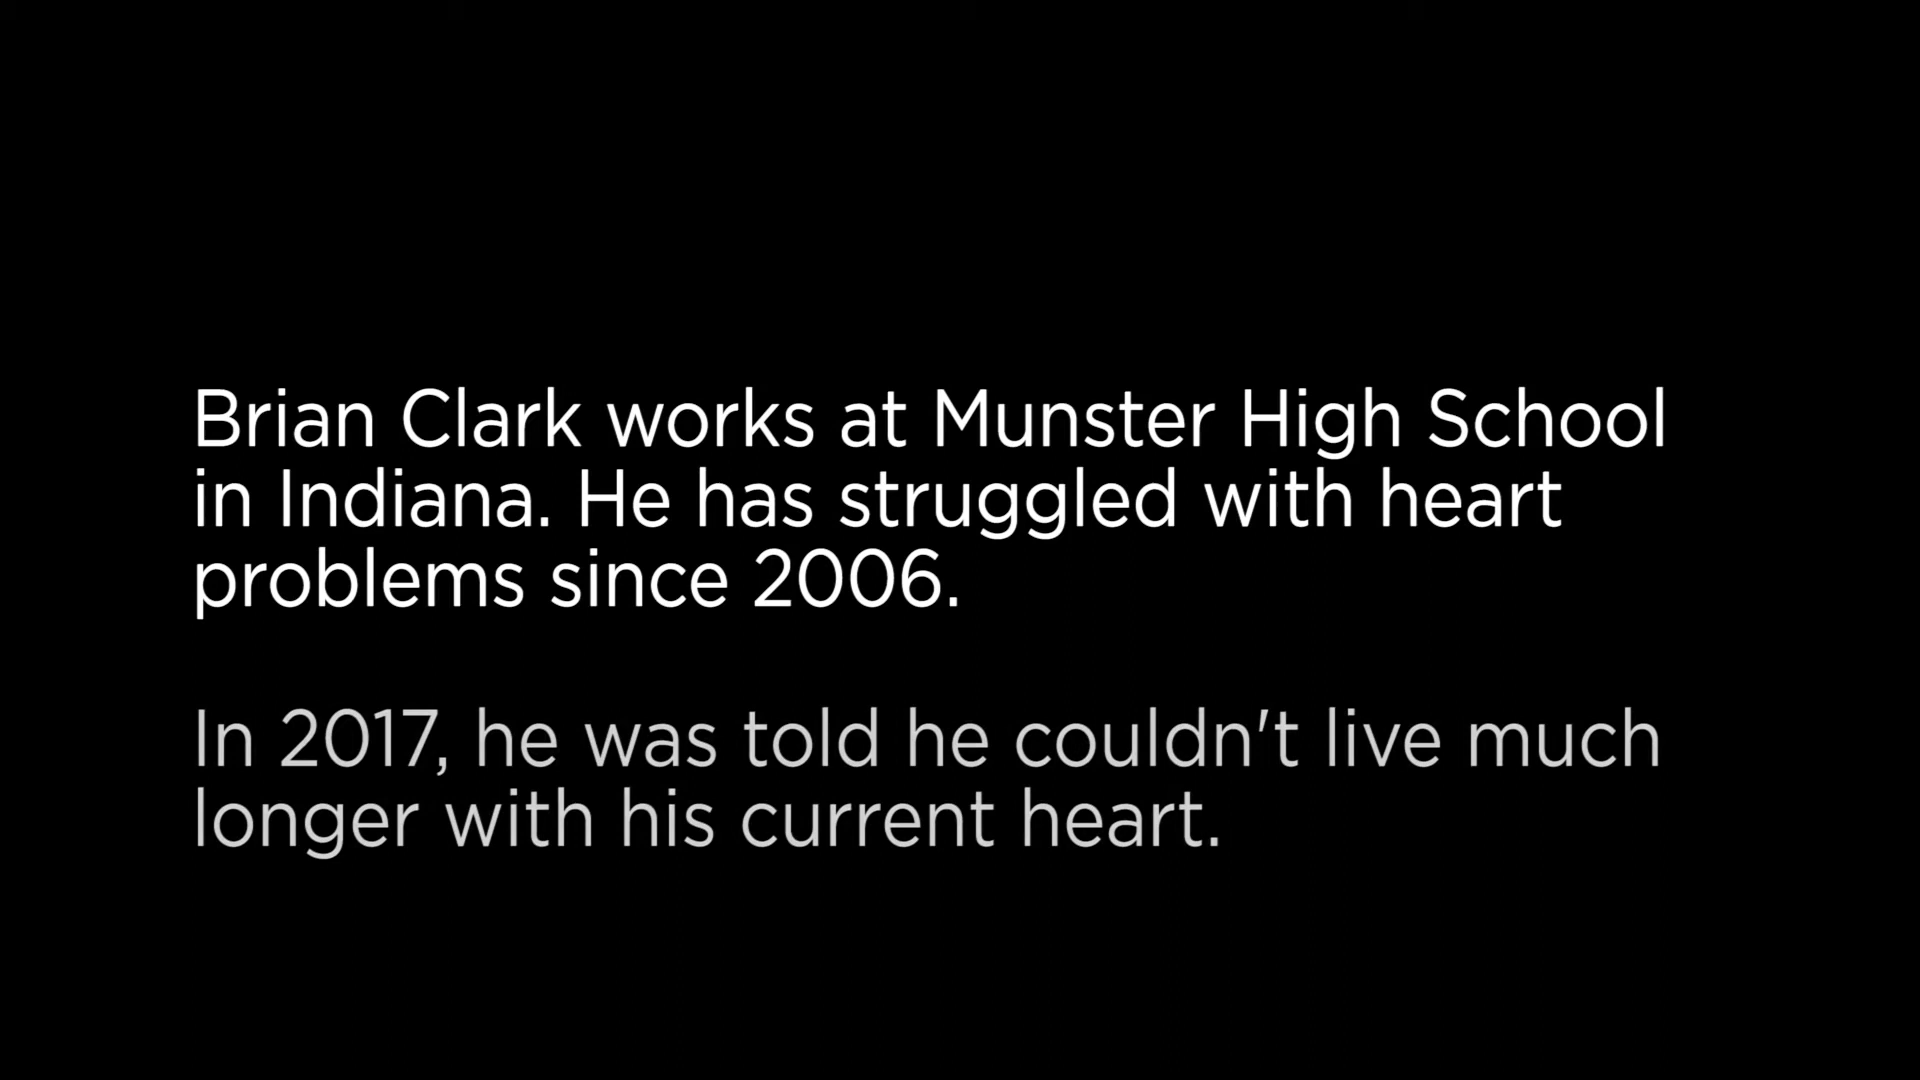 Brian Clark works at Munster High School
in Indiana. He has struggled with heart
problems since 2006.
In 2017, he was told he couldn't live much
longer with his current heart.